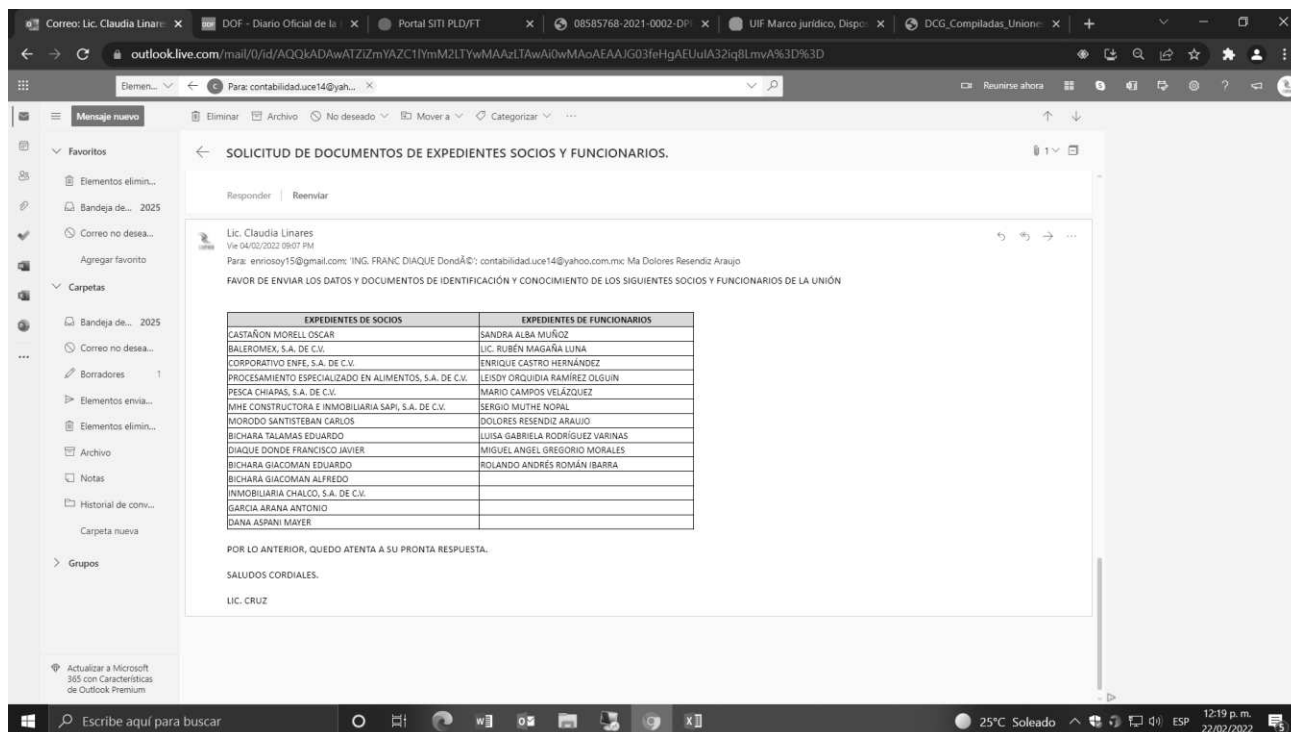 Correo: Lic. Claudia Linare
DOF - Diario Oficial de la
Portal SITI PLD/FT
08585768-2021-0002-DP
UIF Marco jurídico, Dispo
DCG_Compiladas_Unione
outlook.live.com/mail/0/id/
Elemen...
Para: contabilidad.uce14@yah...
Reunirse ahora
Mensaje nuevo
Eliminar Archivo No deseado Mover a Categorizar ...
Favoritos
Elementos elimin...
Bandeja de... 2025
Correo no desea...
Agregar favorito
Carpetas
Bandeja de... 2025
Correo no desea...
Borradores 1
Elementos envia...
Elementos elimin...
Archivo
Notas
Historial de conv...
Carpeta nueva
Grupos
Actualizar a Microsoft
365 con Características
de Outlook Premium
SOLICITUD DE DOCUMENTOS DE EXPEDIENTES SOCIOS Y FUNCIONARIOS.
1
Responder Reenviar
Lic. Claudia Linares
Vie 04/02/2022 09:07 PM
Para: enriosoy15@gmail.com; 'ING. FRANC DIAQUE DondÃ©'; contabilidad.uce14@yahoo.com.mx; Ma Dolores Resendiz Araujo
FAVOR DE ENVIAR LOS DATOS Y DOCUMENTOS DE IDENTIFICACIÓN Y CONOCIMIENTO DE LOS SIGUIENTES SOCIOS Y FUNCIONARIOS DE LA UNIÓN
EXPEDIENTES DE SOCIOS EXPEDIENTES DE FUNCIONARIOS
CASTAÑON MORELL OSCAR SANDRA ALBA MUÑOZ
BALEROMEX, S.A. DE C.V. LIC. RUBÉN MAGAÑA LUNA
CORPORATIVO ENFE, S.A. DE C.V. ENRIQUE CASTRO HERNÁNDEZ
PROCESAMIENTO ESPECIALIZADO EN ALIMENTOS, S.A. DE C.V. LEISDY ORQUIDIA RAMÍREZ OLGUIN
PESCA CHIAPAS, S.A. DE C.V. MARIO CAMPOS VELÁZQUEZ
MHE CONSTRUCTORA E INMOBILIARIA SAPI, S.A. DE C.V. SERGIO MUTHE NOPAL
MORODO SANTISTEBAN CARLOS DOLORES RESENDIZ ARAUJO
BICHARA TALAMAS EDUARDO LUISA GABRIELA RODRÍGUEZ VARINAS
DIAQUE DONDE FRANCISCO JAVIER MIGUEL ANGEL GREGORIO MORALES
BICHARA GIACOMAN EDUARDO ROLANDO ANDRÉS ROMÁN IBARRA
BICHARA GIACOMAN ALFREDO
INMOBILIARIA CHALCO, S.A. DE C.V.
GARCIA ARANA ANTONIO
DANA ASPANI MAYER
POR LO ANTERIOR, QUEDO ATENTA A SU PRONTA RESPUESTA.
SALUDOS CORDIALES.
LIC. CRUZ
Escribe aquí para buscar
25°C Soleado
ESP
12:19 p. m.
22/02/2022